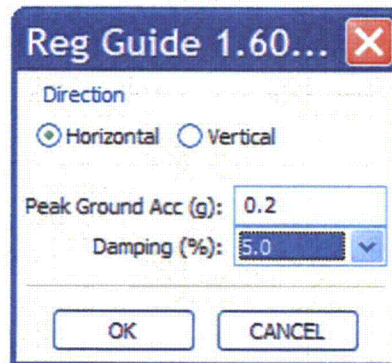 Reg Guide 1.60...
Direction
Horizontal Vertical
Peak Ground Acc (g): 0.2
Damping (%): 5.0
OK CANCEL